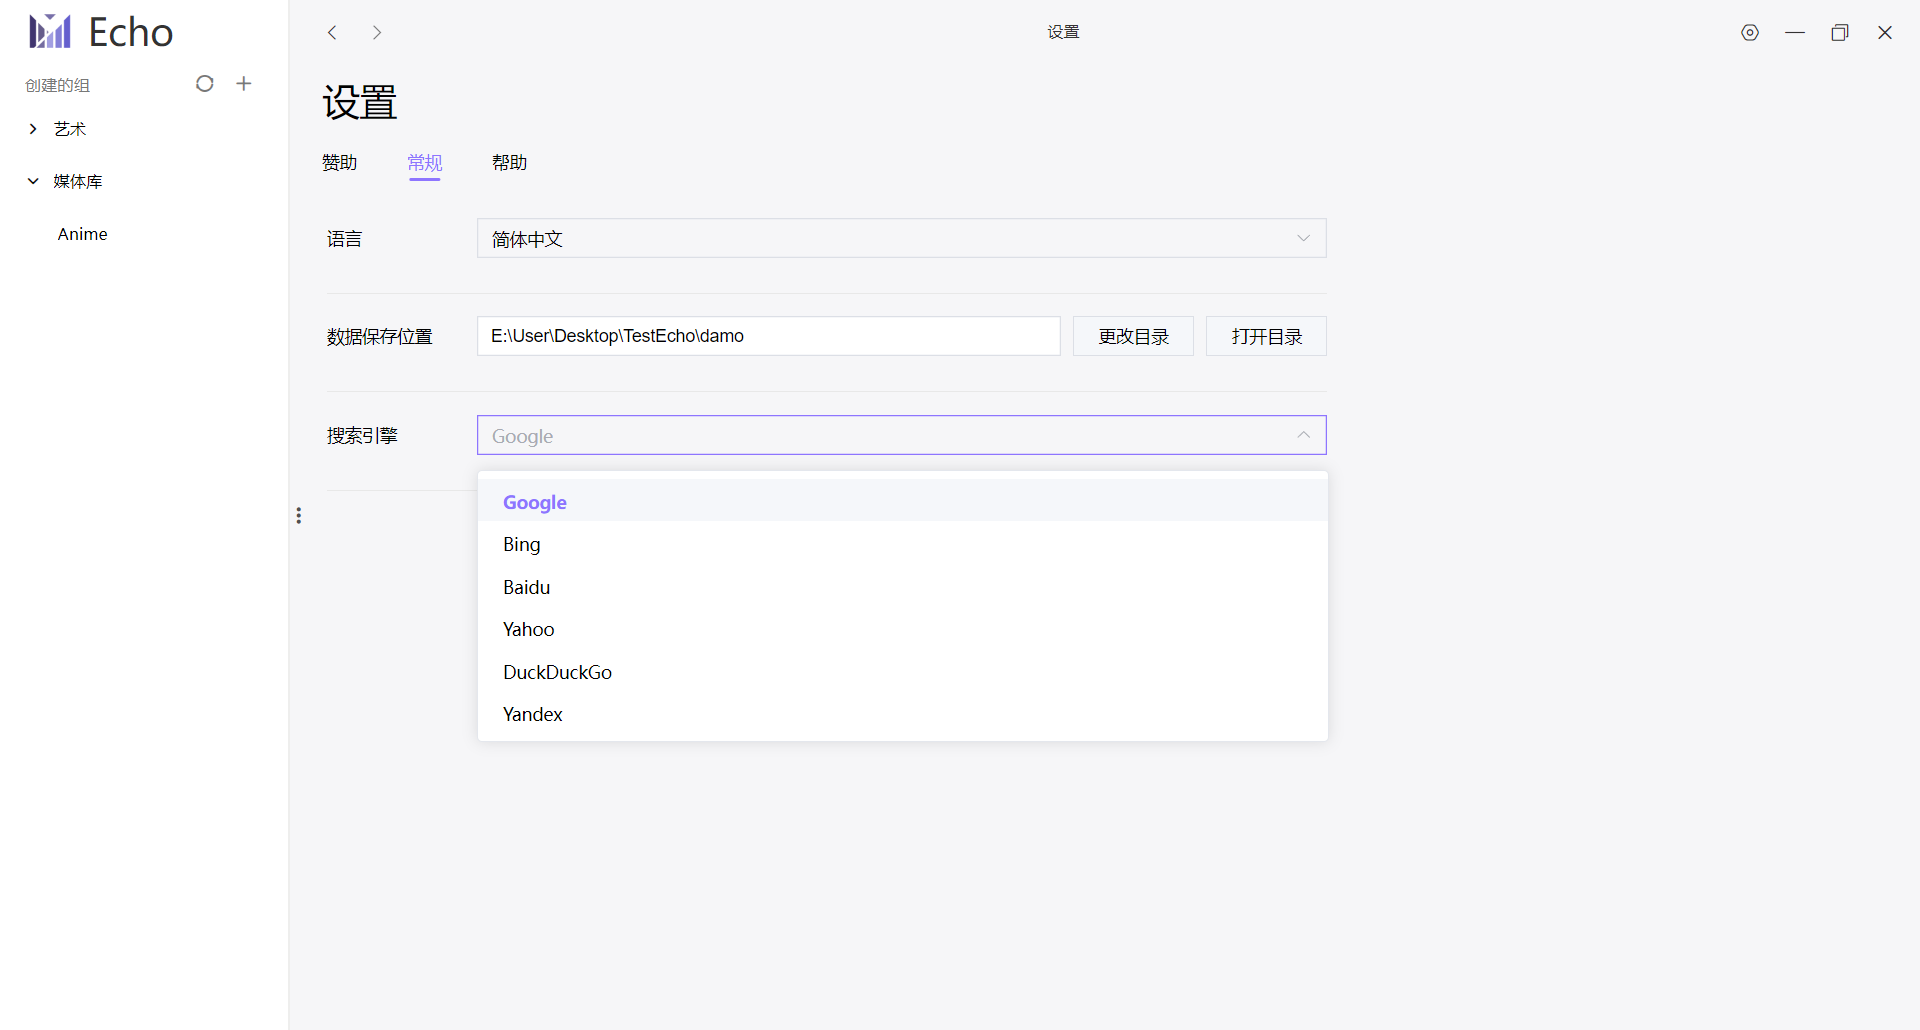 Echo
创建的组
艺术
媒体库
Anime
设置
设置
赞助 常规 帮助
语言 简体中文
数据保存位置 E:\User\Desktop\TestEcho\damo 更改目录 打开目录
搜索引擎 Google
Google
Bing
Baidu
Yahoo
DuckDuckGo
Yandex